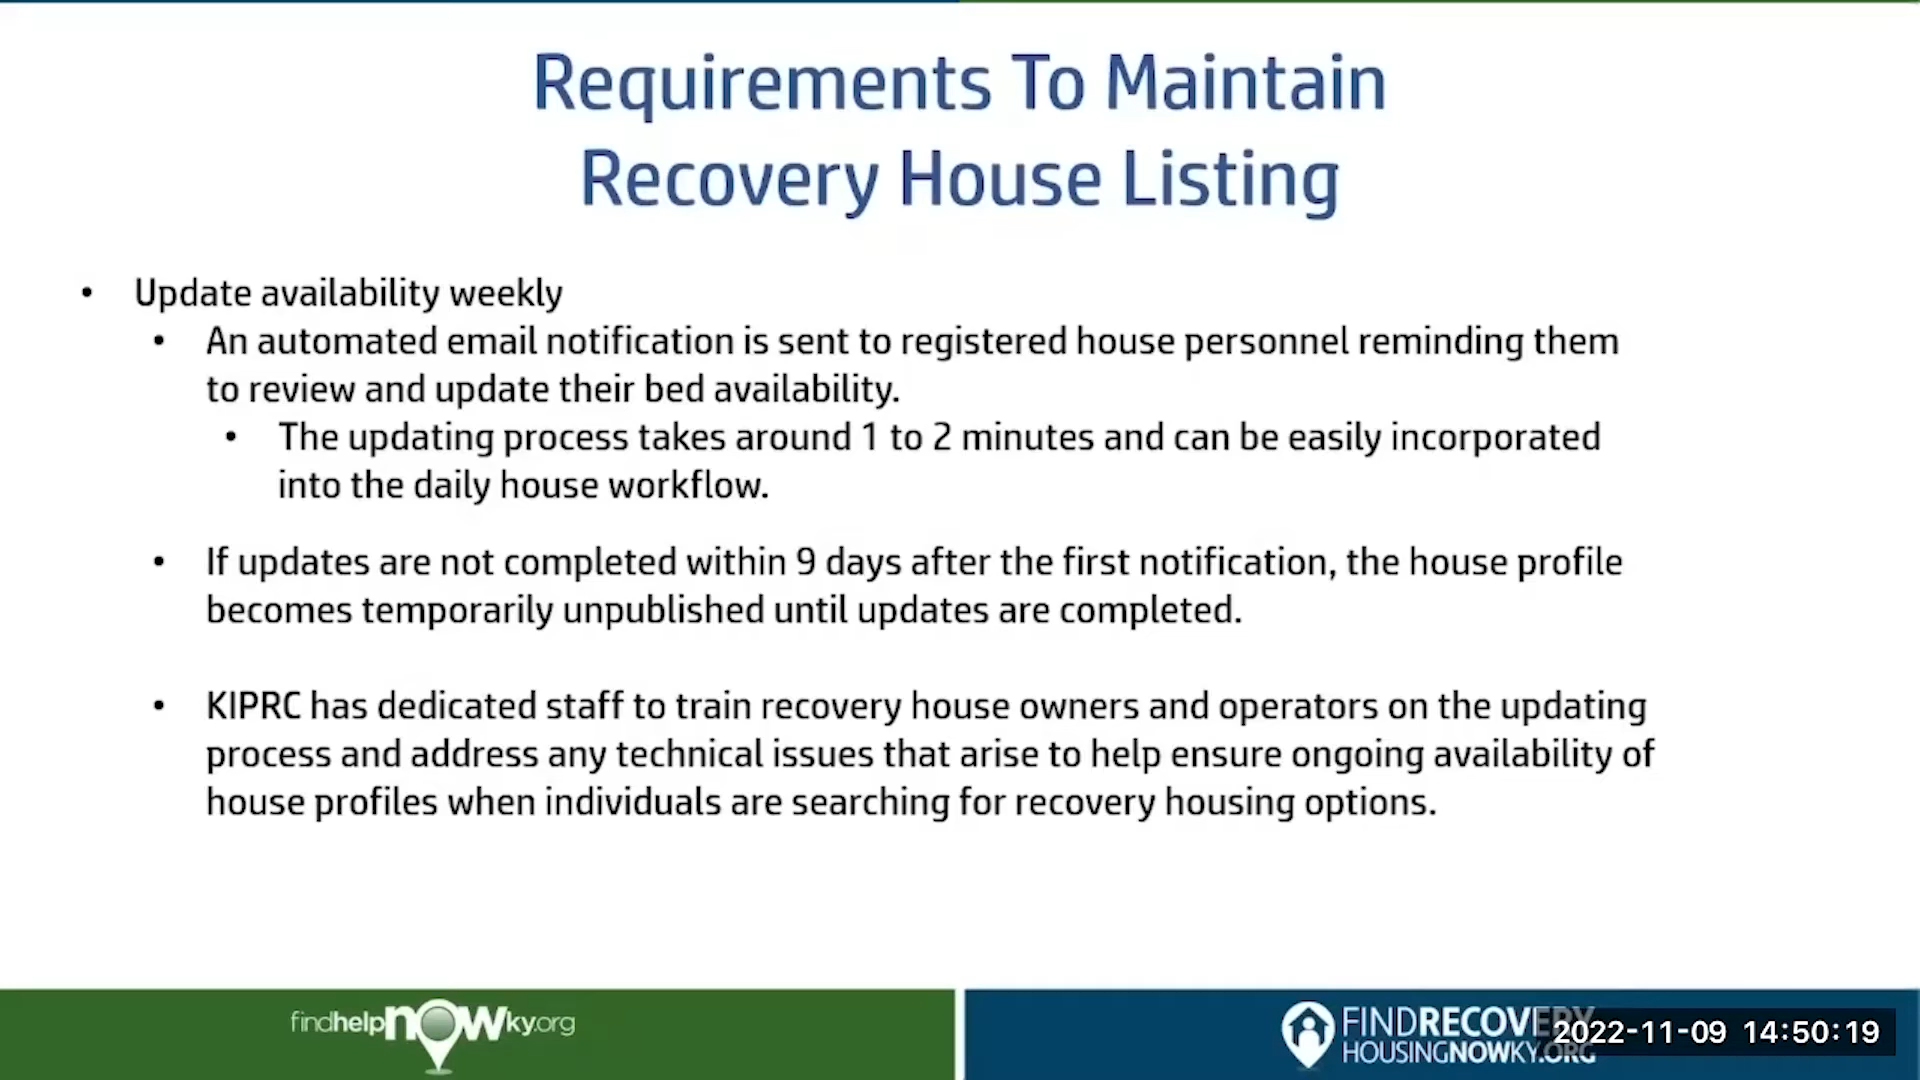 Requirements To Maintain
Recovery House Listing
• Update availability weekly
• An automated email notification is sent to registered house personnel reminding them
to review and update their bed availability.
• The updating process takes around 1 to 2 minutes and can be easily incorporated
into the daily house workflow.
• If updates are not completed within 9 days after the first notification, the house profile
becomes temporarily unpublished until updates are completed.
• KIPRC has dedicated staff to train recovery house owners and operators on the updating
process and address any technical issues that arise to help ensure ongoing availability of
house profiles when individuals are searching for recovery housing options.
findhelpnowky.org
FINDRECOVERY
HOUSINGNOWKY.ORG
2022-11-09 14:50:19